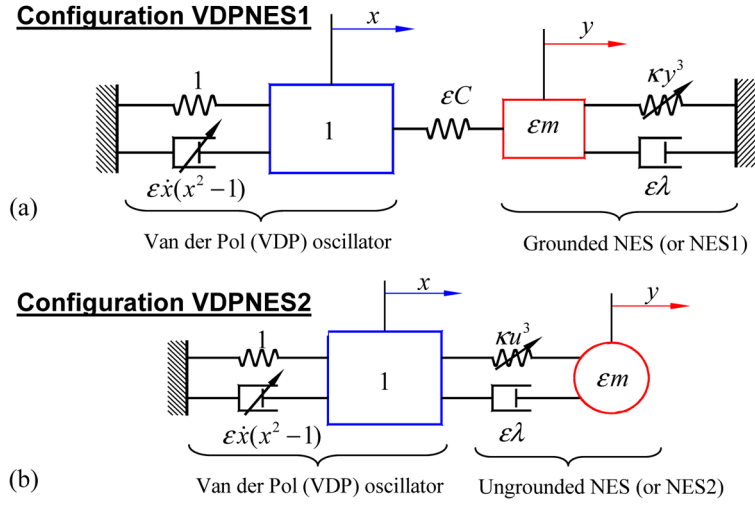 Configuration VDPNES1
x
y
1
κy³
εC
1
εm
εẋ(x² −1)
ελ
(a)
Van der Pol (VDP) oscillator
Grounded NES (or NES1)
Configuration VDPNES2
x
y
1
κu³
1
εm
εẋ(x² −1)
ελ
(b)
Van der Pol (VDP) oscillator
Ungrounded NES (or NES2)